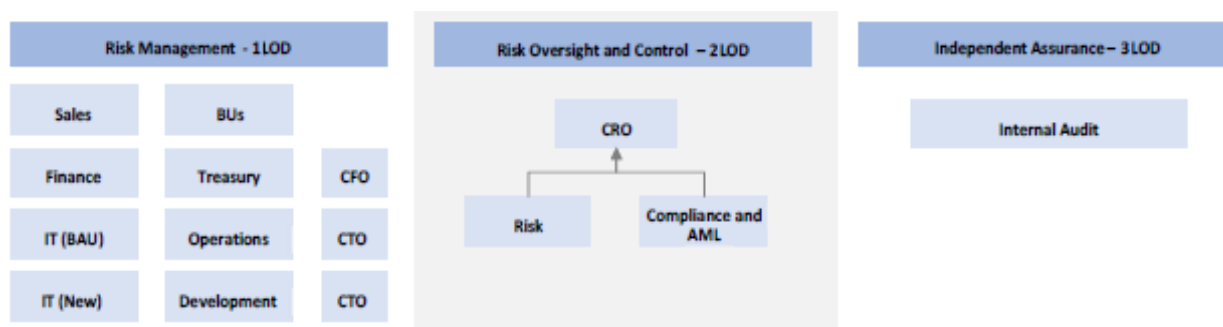 Risk Management - 1LOD
Sales
BUs
Finance
Treasury
CFO
IT (BAU)
Operations
CTO
IT (New)
Development
CTO
Risk Oversight and Control – 2LOD
CRO
Risk
Compliance and
AML
Independent Assurance – 3LOD
Internal Audit